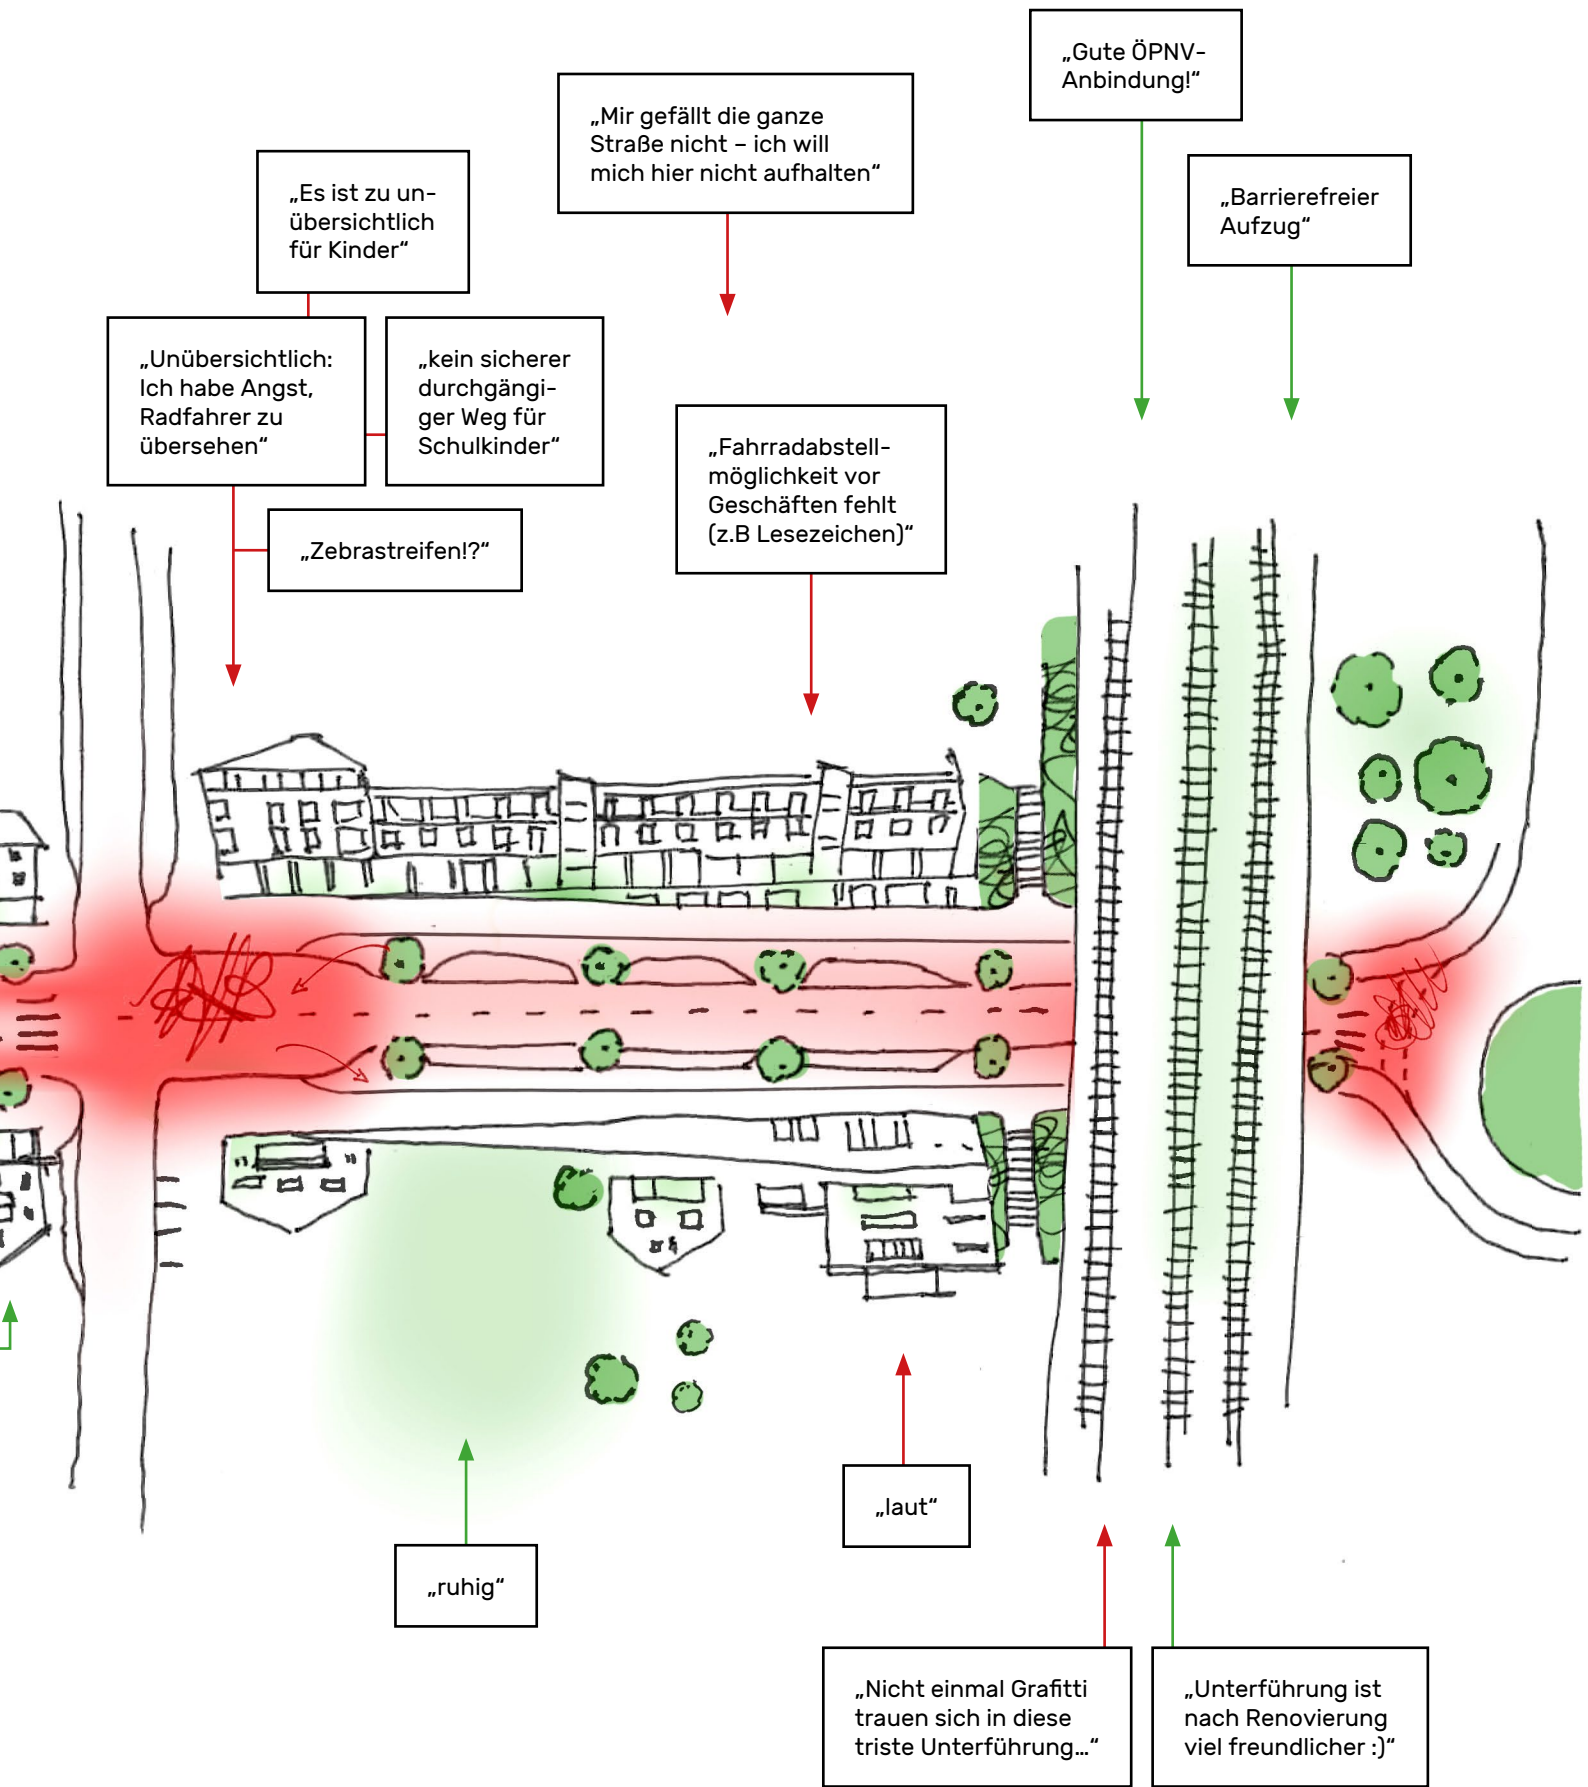 „Gute ÖPNV-
Anbindung!“
„Mir gefällt die ganze
Straße nicht – ich will
mich hier nicht aufhalten“
„Es ist zu un-
übersichtlich
für Kinder“
„Barrierefreier
Aufzug“
„Unübersichtlich:
Ich habe Angst,
Radfahrer zu
übersehen“
„kein sicherer
durchgängi-
ger Weg für
Schulkinder“
„Fahrradabstell-
möglichkeit vor
Geschäften fehlt
(z.B Lesezeichen)“
„Zebrastreifen!?“
„laut“
„ruhig“
„Nicht einmal Grafitti
trauen sich in diese
triste Unterführung...“
„Unterführung ist
nach Renovierung
viel freundlicher :)“